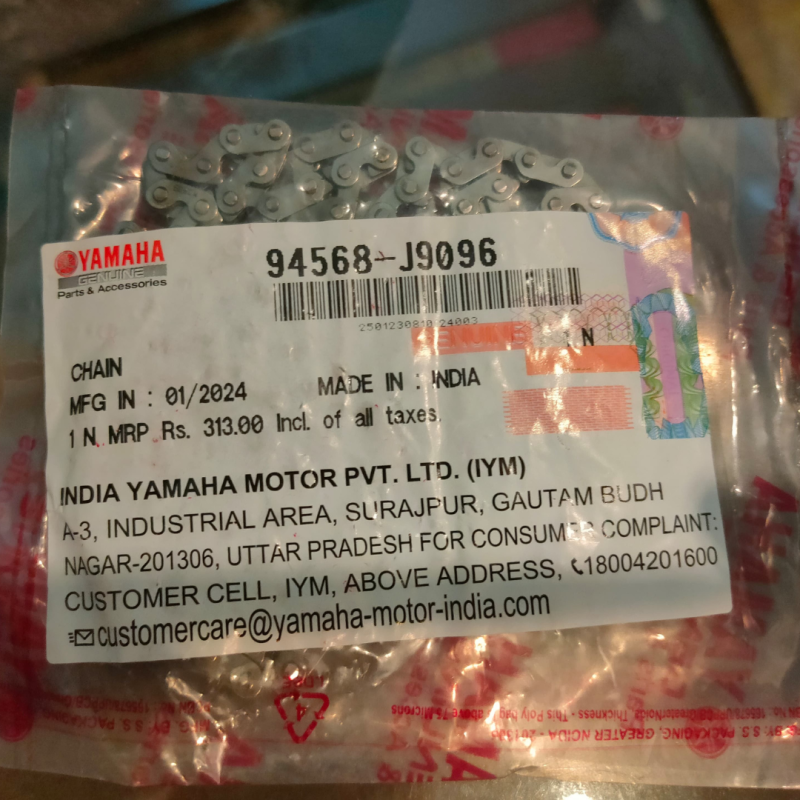 YAMAHA
GENUINE
Parts & Accessories
94568-J9096
1 N
CHAIN
MFG IN : 01/2024 MADE IN : INDIA
1 N. MRP Rs. 313.00 Incl. of all taxes.
INDIA YAMAHA MOTOR PVT. LTD. (IYM)
A-3, INDUSTRIAL AREA, SURAJPUR, GAUTAM BUDH
NAGAR-201306, UTTAR PRADESH FOR CONSUMER COMPLAINT:
CUSTOMER CELL, IYM, ABOVE ADDRESS, 18004201600
customercare@yamaha-motor-india.com
4